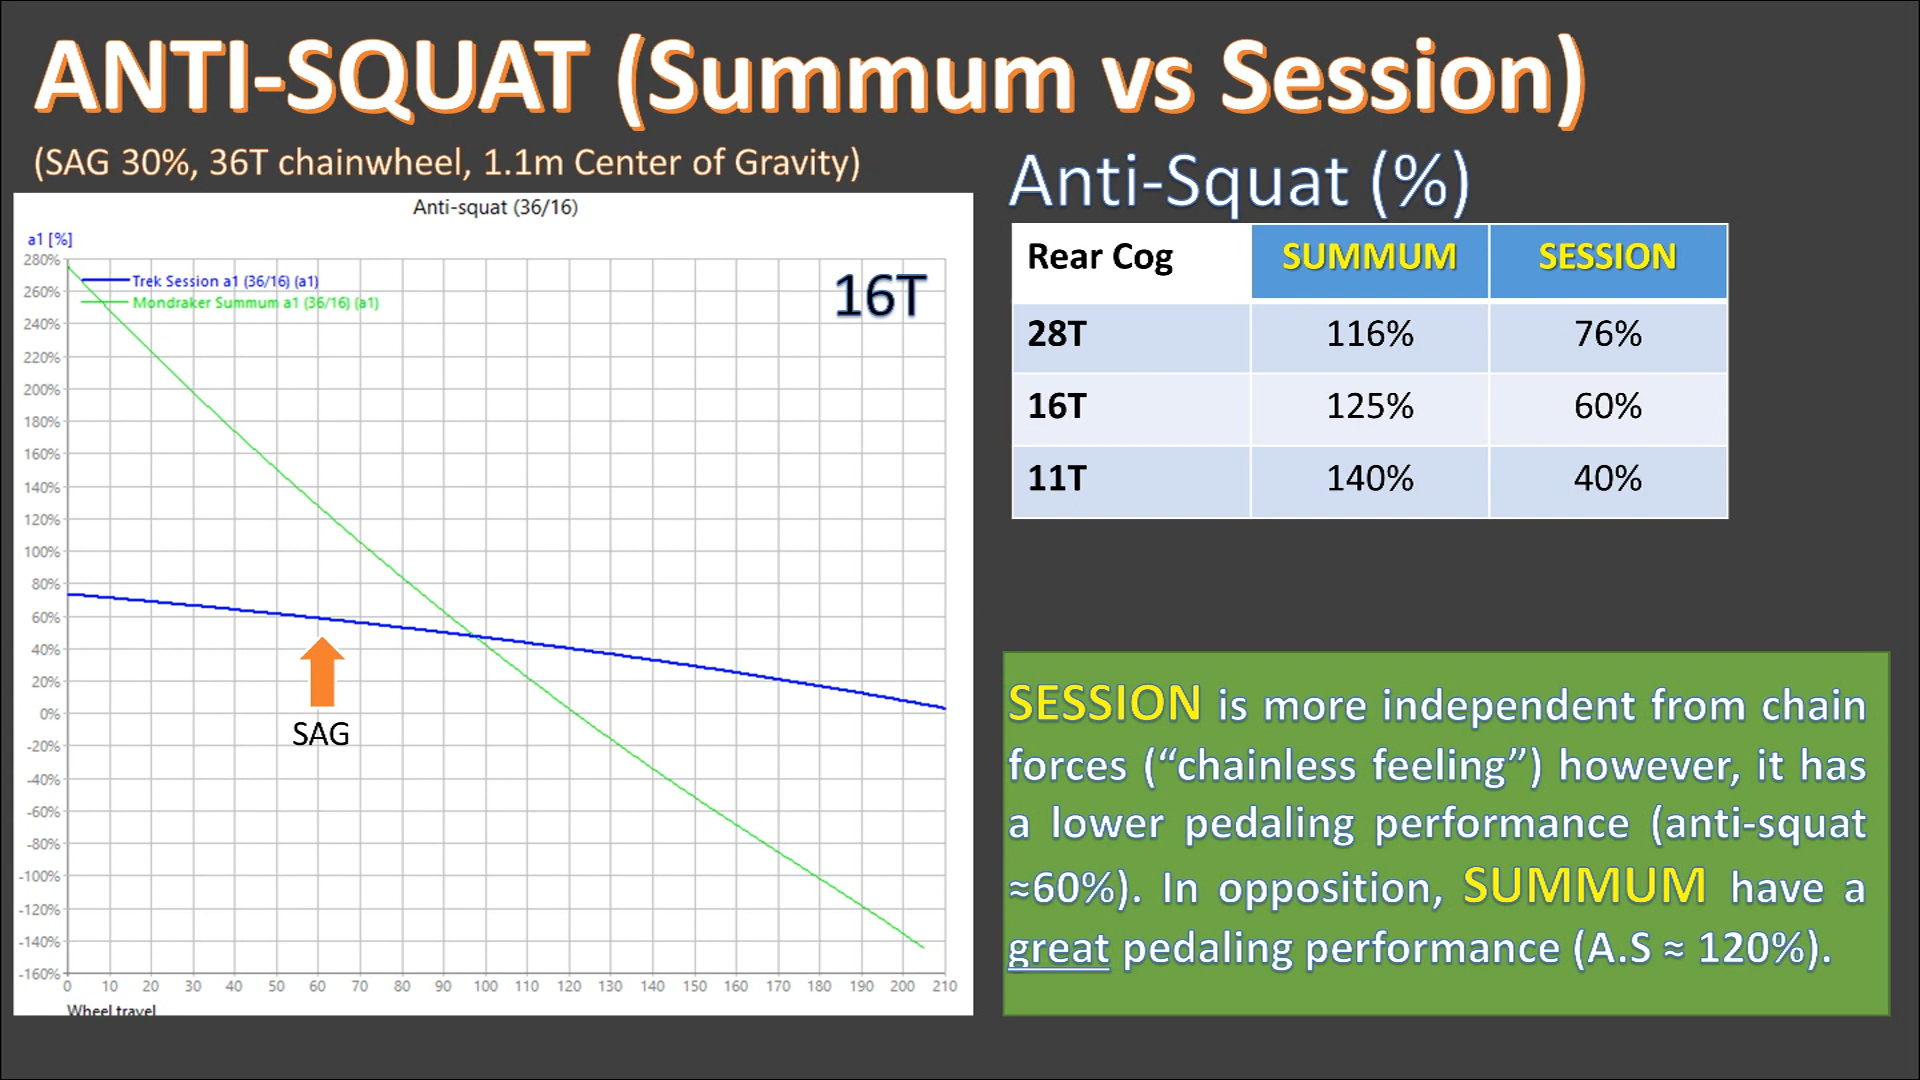 ANTI-SQUAT (Summum vs Session)
(SAG 30%, 36T chainwheel, 1.1m Center of Gravity)
Anti-squat (36/16)
a1 [%]
Trek Session a1 (36/16) (a1)
Mondraker Summum a1 (36/16) (a1)
16T
280%
260%
240%
220%
200%
180%
160%
140%
120%
100%
80%
60%
40%
20%
0%
-20%
-40%
-60%
-80%
-100%
-120%
-140%
-160%
SAG
0 10 20 30 40 50 60 70 80 90 100 110 120 130 140 150 160 170 180 190 200 210
Wheel travel
Anti-Squat (%)
Rear Cog SUMMUM SESSION
28T 116% 76%
16T 125% 60%
11T 140% 40%
SESSION is more independent from chain
forces (“chainless feeling”) however, it has
a lower pedaling performance (anti-squat
≈60%). In opposition, SUMMUM have a
great pedaling performance (A.S ≈ 120%).